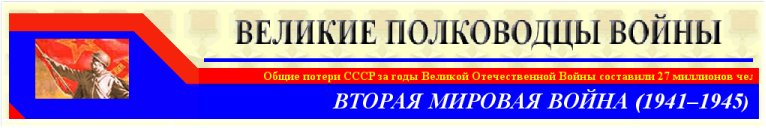 ВЕЛИКИЕ ПОЛКОВОДЦЫ ВОЙНЫ
Общие потери СССР за годы Великой Отечественной Войны составили 27 миллионов чел
ВТОРАЯ МИРОВАЯ ВОЙНА (1941–1945)